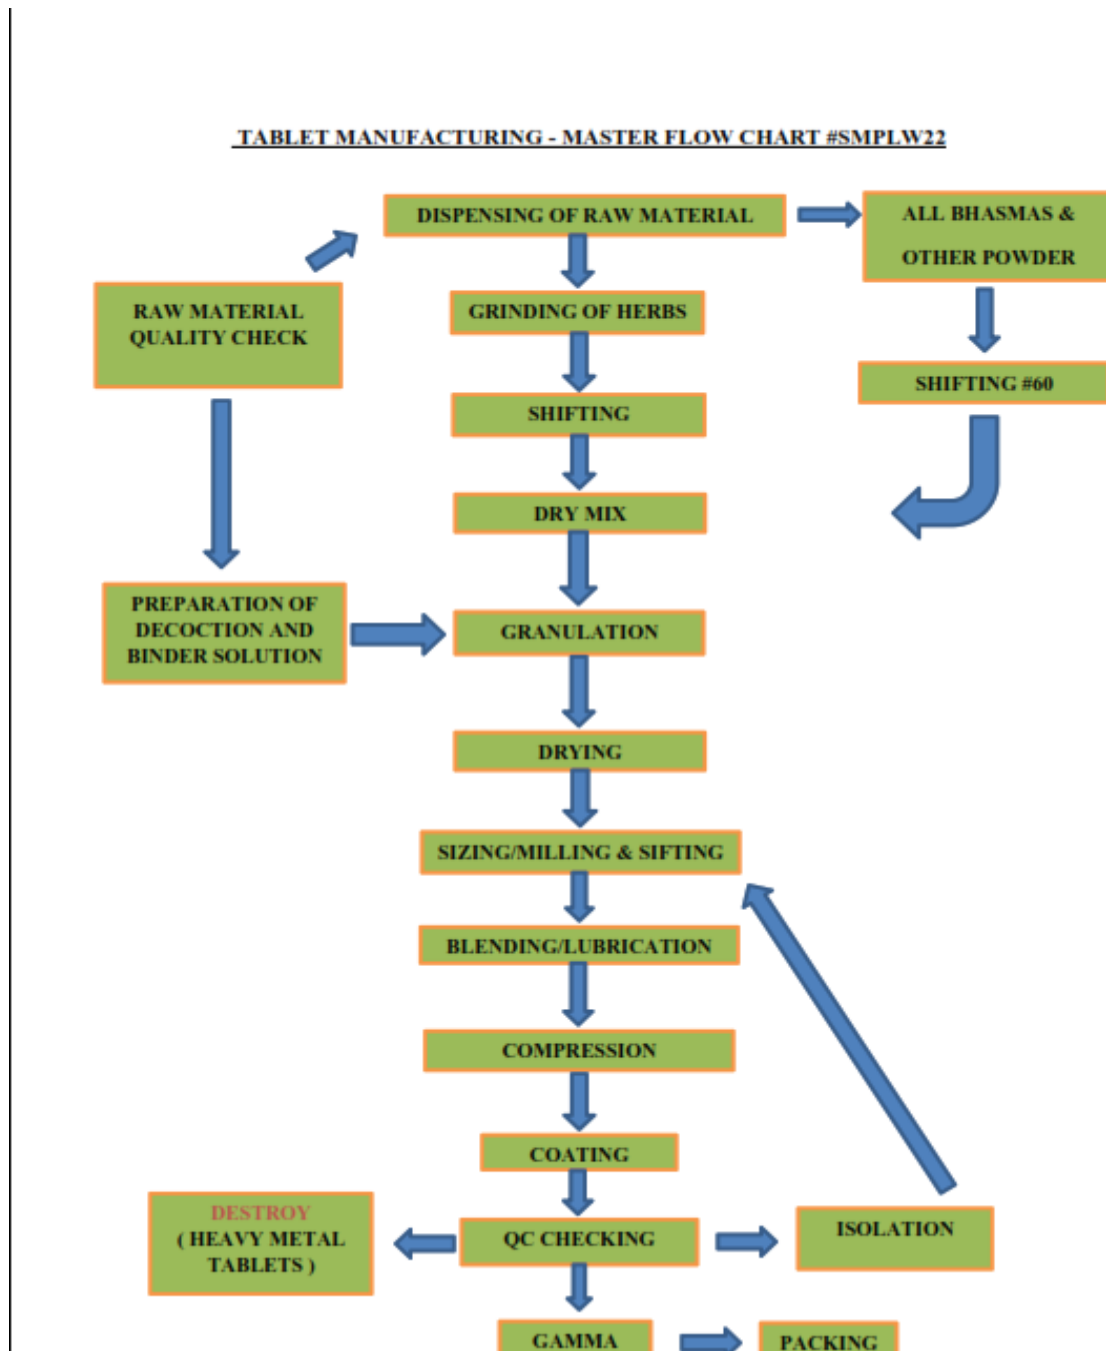 TABLET MANUFACTURING - MASTER FLOW CHART #SMPLW22
DISPENSING OF RAW MATERIAL
ALL BHASMAS &
OTHER POWDER
RAW MATERIAL
QUALITY CHECK
GRINDING OF HERBS
SHIFTING #60
SHIFTING
DRY MIX
PREPARATION OF
DECOCTION AND
BINDER SOLUTION
GRANULATION
DRYING
SIZING/MILLING & SIFTING
BLENDING/LUBRICATION
COMPRESSION
COATING
DESTROY
( HEAVY METAL
TABLETS )
QC CHECKING
ISOLATION
GAMMA
PACKING